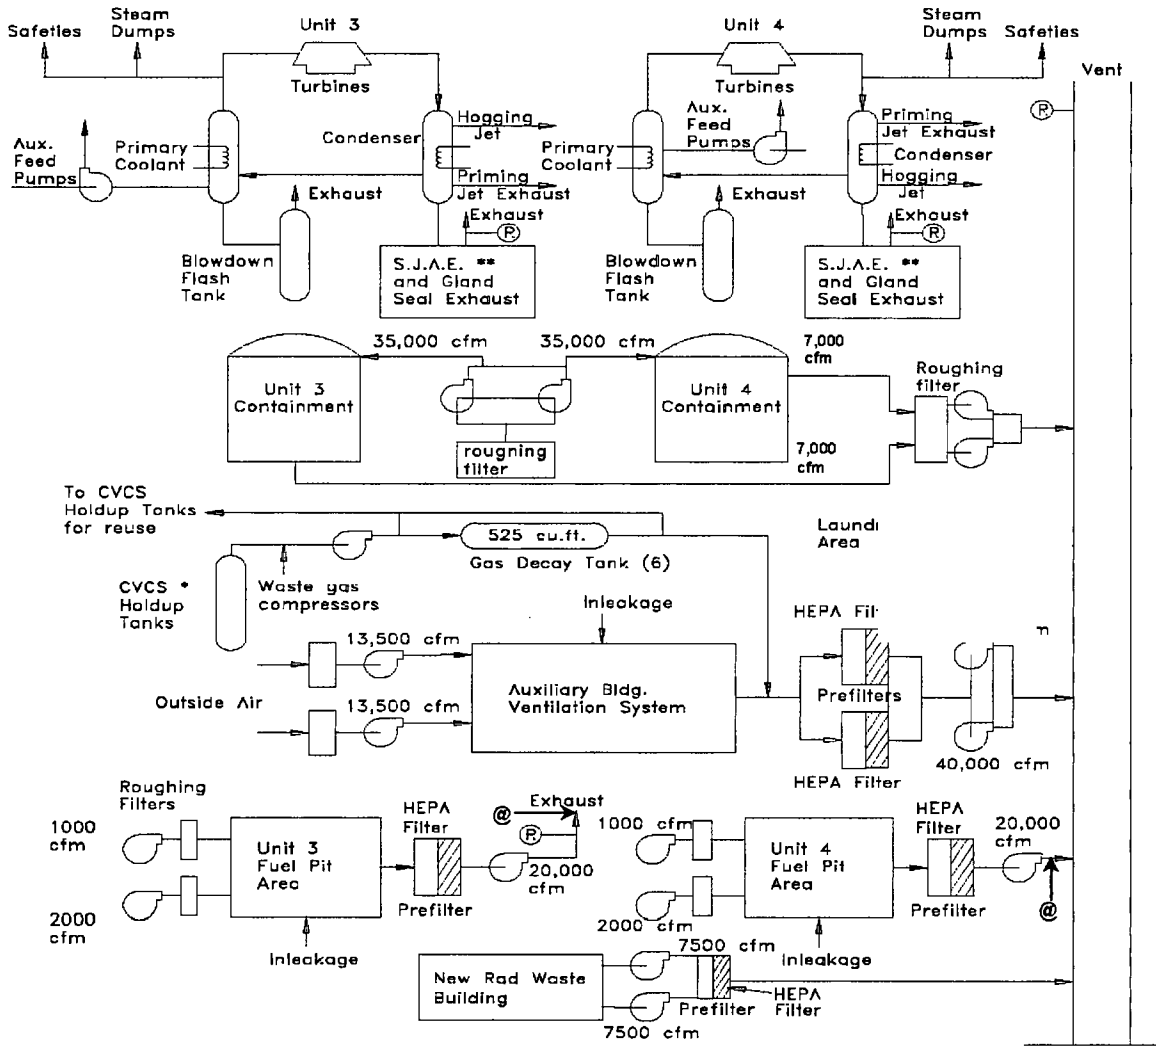 Safeties
Steam
Dumps
Unit 3
Turbines
Unit 4
Turbines
Steam
Dumps
Safeties
Vent
R
Aux.
Feed
Pumps
Primary
Coolant
Condenser
Hogging
Jet
Priming
Jet Exhaust
Exhaust
Exhaust
R
Blowdown
Flash
Tank
S.J.A.E. **
and Gland
Seal Exhaust
Primary
Coolant
Aux.
Feed
Pumps
Priming
Jet Exhaust
Condenser
Hogging
Jet
Exhaust
Exhaust
R
Blowdown
Flash
Tank
S.J.A.E. **
and Gland
Seal Exhaust
35,000 cfm
35,000 cfm
7,000
cfm
Unit 3
Containment
rougning
filter
Unit 4
Containment
7,000
cfm
Roughing
filter
To CVCS
Holdup Tanks
for reuse
525 cu.ft.
Gas Decay Tank (6)
CVCS *
Holdup
Tanks
Waste gas
compressors
Laundr
Area
Inleakage
HEPA Filt
13,500 cfm
Outside Air
13,500 cfm
Auxiliary Bldg.
Ventilation System
Prefilters
HEPA Filter
40,000 cfm
Roughing
Filters
1000
cfm
2000
cfm
Unit 3
Fuel Pit
Area
Inleakage
HEPA
Filter
Prefilter
@
Exhaust
R
20,000
cfm
1000 cfm
2000 cfm
Unit 4
Fuel Pit
Area
Inleakage
HEPA
Filter
Prefilter
20,000
cfm
@
New Rad Waste
Building
7500 cfm
7500 cfm
Prefilter
HEPA
Filter